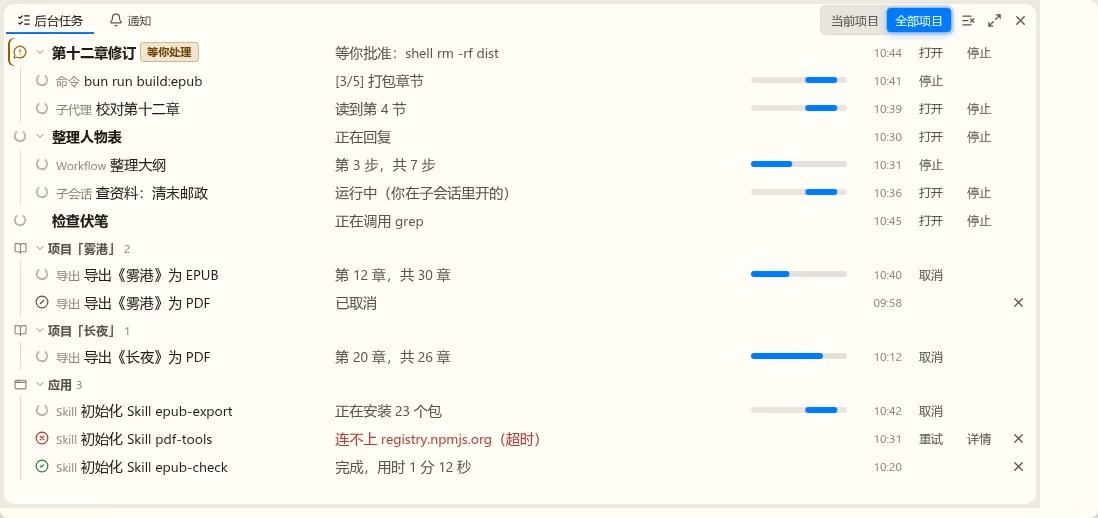 后台任务 通知 当前项目 全部项目
第十二章修订 等你处理 等你批准：shell rm -rf dist 10:44 打开 停止
命令 bun run build:epub [3/5] 打包章节 10:41 停止
子代理 校对第十二章 读到第 4 节 10:39 打开 停止
整理人物表 正在回复 10:30 打开 停止
Workflow 整理大纲 第 3 步，共 7 步 10:31 停止
子会话 查资料：清末邮政 运行中（你在子会话里开的） 10:36 打开 停止
检查伏笔 正在调用 grep 10:45 打开 停止
项目「雾港」 2
导出 导出《雾港》为 EPUB 第 12 章，共 30 章 10:40 取消
导出 导出《雾港》为 PDF 已取消 09:58
项目「长夜」 1
导出 导出《长夜》为 PDF 第 20 章，共 26 章 10:12 取消
应用 3
Skill 初始化 Skill epub-export 正在安装 23 个包 10:42 取消
Skill 初始化 Skill pdf-tools 连不上 registry.npmjs.org（超时） 10:31 重试 详情
Skill 初始化 Skill epub-check 完成，用时 1 分 12 秒 10:20